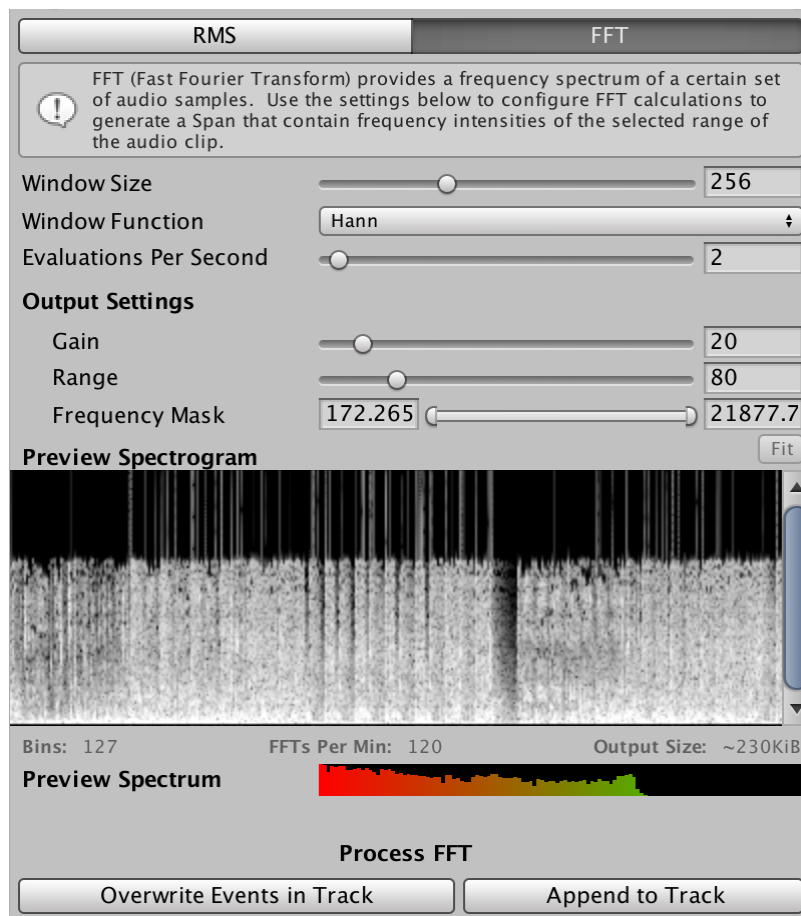 RMS FFT
FFT (Fast Fourier Transform) provides a frequency spectrum of a certain set
of audio samples.  Use the settings below to configure FFT calculations to
generate a Span that contain frequency intensities of the selected range of
the audio clip.
Window Size 256
Window Function Hann
Evaluations Per Second 2
Output Settings
Gain 20
Range 80
Frequency Mask 172.265 21877.7
Fit
Preview Spectrogram
Bins: 127 FFTs Per Min: 120 Output Size: ~230KiB
Preview Spectrum
Process FFT
Overwrite Events in Track Append to Track